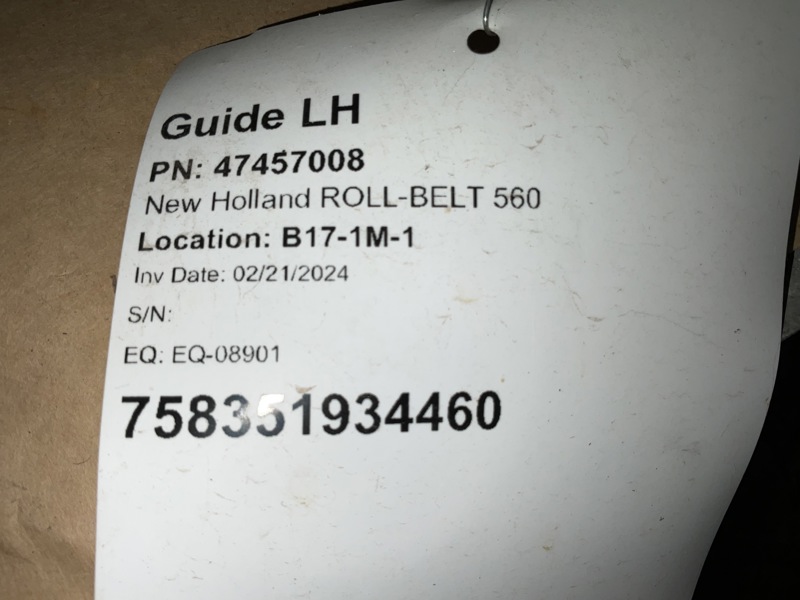 Guide LH
PN: 47457008
New Holland ROLL-BELT 560
Location: B17-1M-1
Inv Date: 02/21/2024
S/N:
EQ: EQ-08901
758351934460